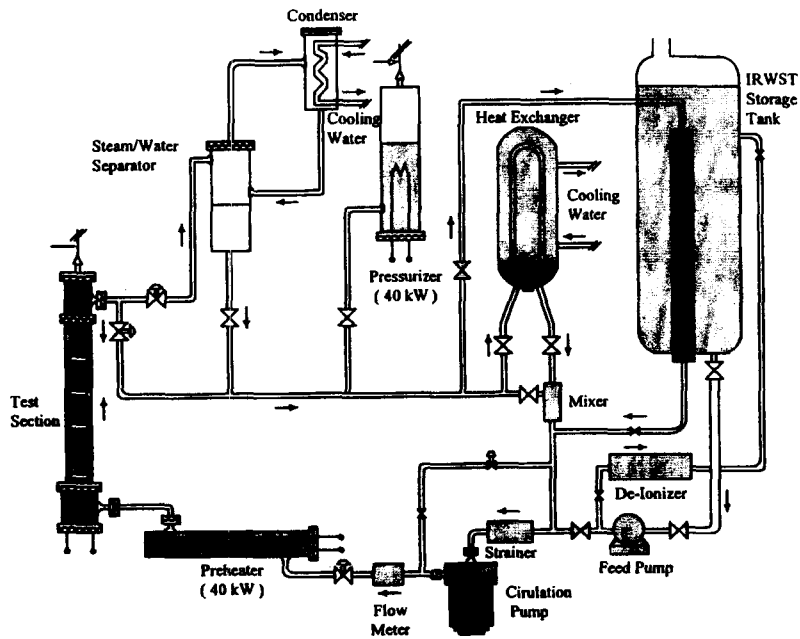 Condenser
IRWST
Storage
Tank
Cooling
Water
Heat Exchanger
Steam/Water
Separator
Cooling
Water
Pressurizer
( 40 kW )
Test
Section
Mixer
De-Ionizer
Strainer
Feed Pump
Preheater
( 40 kW )
Cirulation
Pump
Flow
Meter